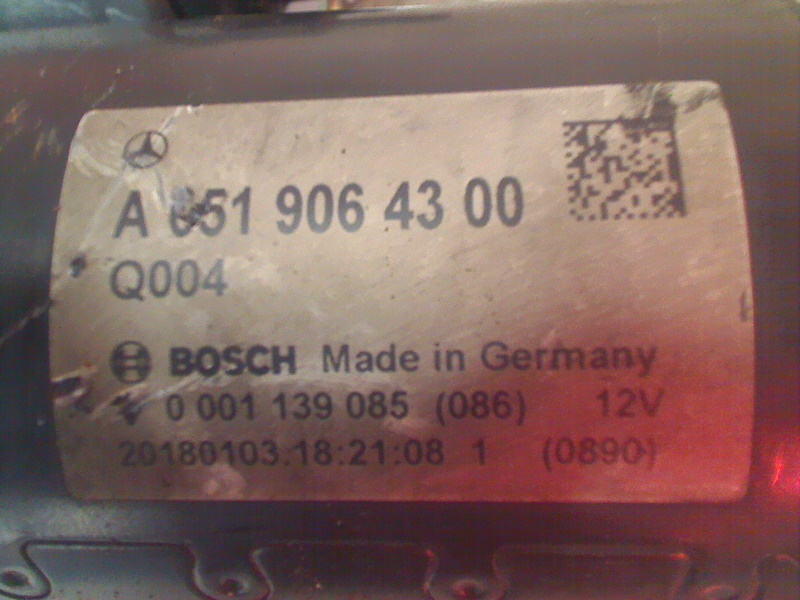 A 651 906 43 00
Q004
BOSCH Made in Germany
0 001 139 085 (086) 12V
20180103.18:21:08 1 (0890)